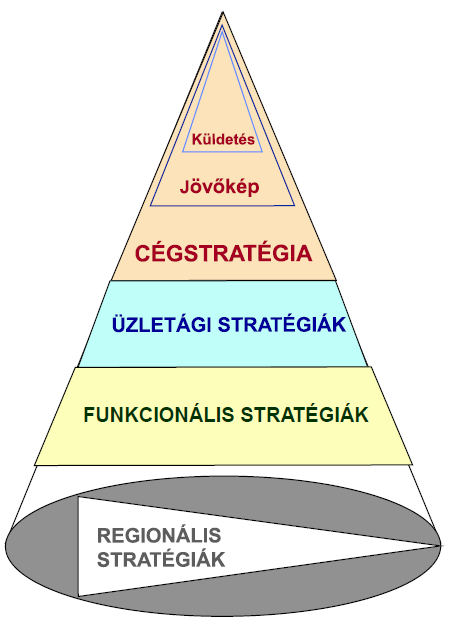 Küldetés
Jövőkép
CÉGSTRATÉGIA
ÜZLETÁGI STRATÉGIÁK
FUNKCIONÁLIS STRATÉGIÁK
REGIONÁLIS
STRATÉGIÁK